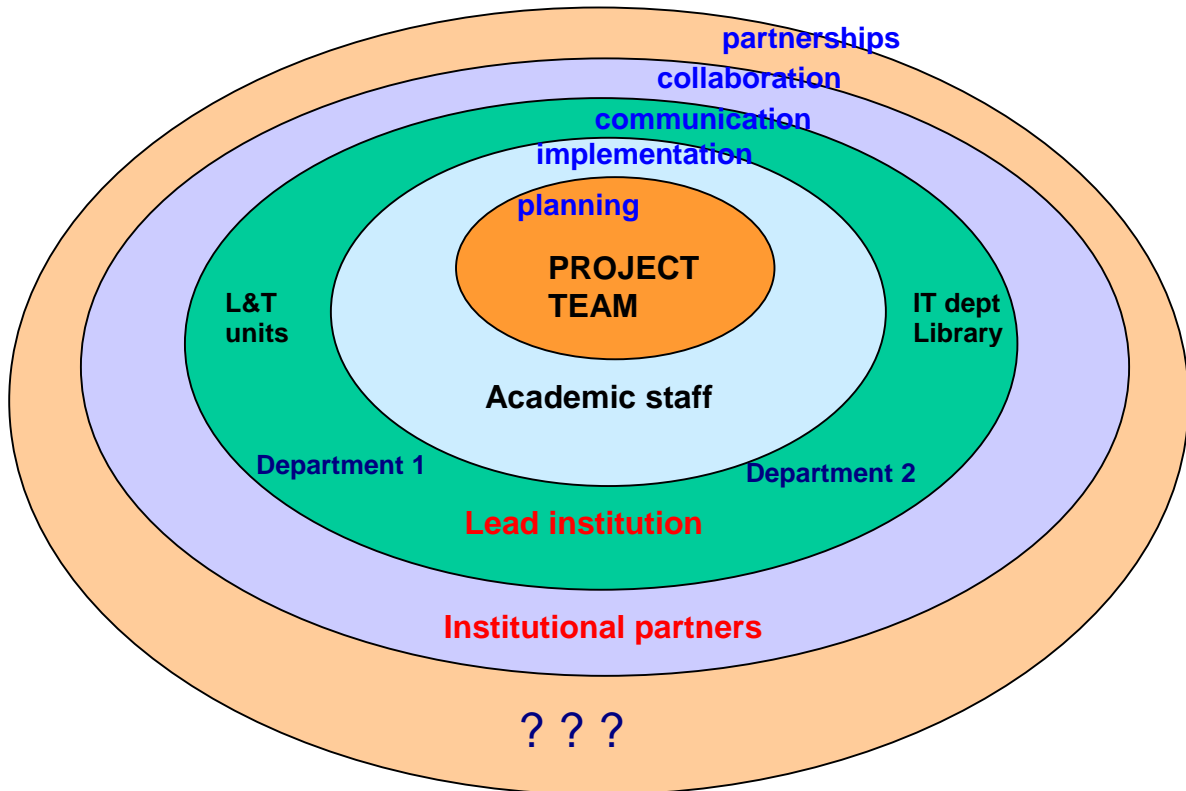 partnerships
collaboration
communication
implementation
planning
PROJECT
TEAM
L&T
units
IT dept
Library
Academic staff
Department 1
Department 2
Lead institution
Institutional partners
? ? ?